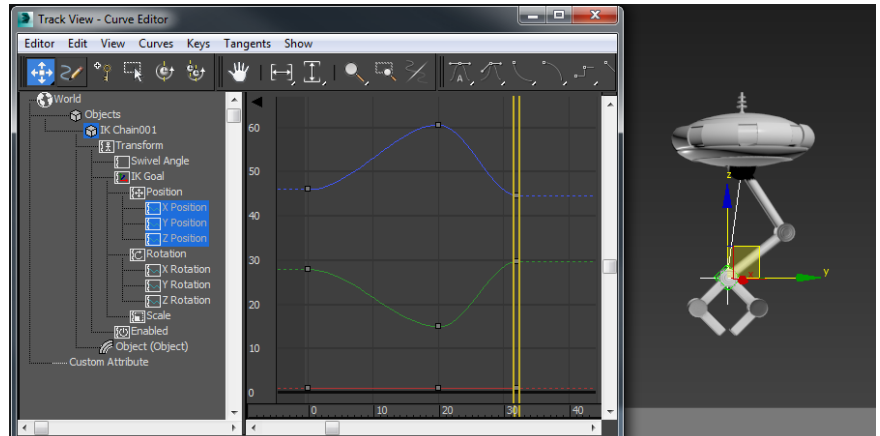 Track View - Curve Editor
Editor Edit View Curves Keys Tangents Show
World
Objects
IK Chain001
Transform
Swivel Angle
IK Goal
Position
X Position
Y Position
Z Position
Rotation
X Rotation
Y Rotation
Z Rotation
Scale
Enabled
Object (Object)
Custom Attribute
60
50
40
30
20
10
0
0 10 20 30 40
z
x
y
A